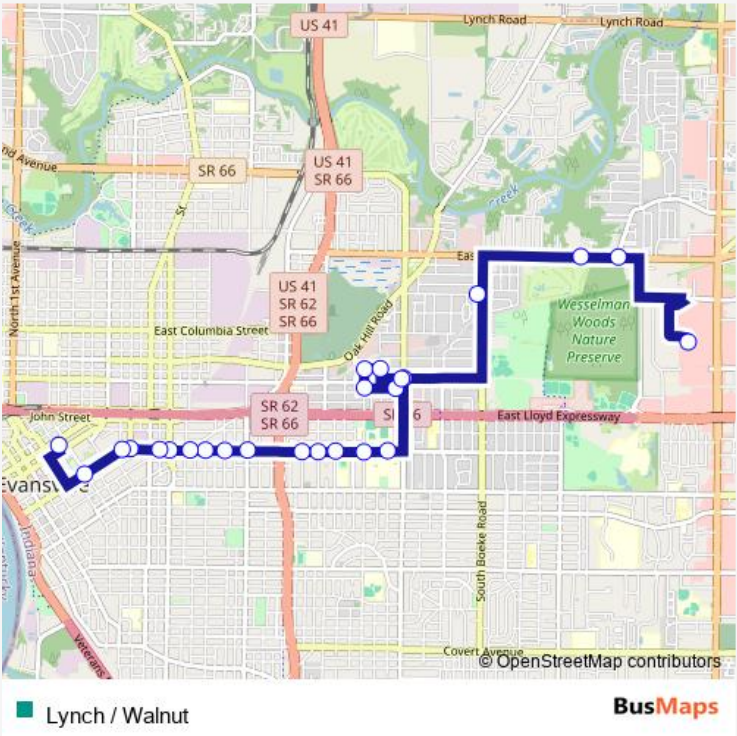 US 41
Lynch Road
Lynch Road
nd Avenue
SR 66
US 41
SR 66
St.
Creek
Creek
North 1st Avenue
Eas
US 41
SR 62
SR 66
East Columbia Street
Oak Hill Road
Wesselman
Woods
Nature
Preserve
John Street
SR 62
SR 66
East Lloyd Expressway
Indiana
South Boeke Road
Veterans
Covert Avenue
© OpenStreetMap contributors
Lynch / Walnut
BusMaps